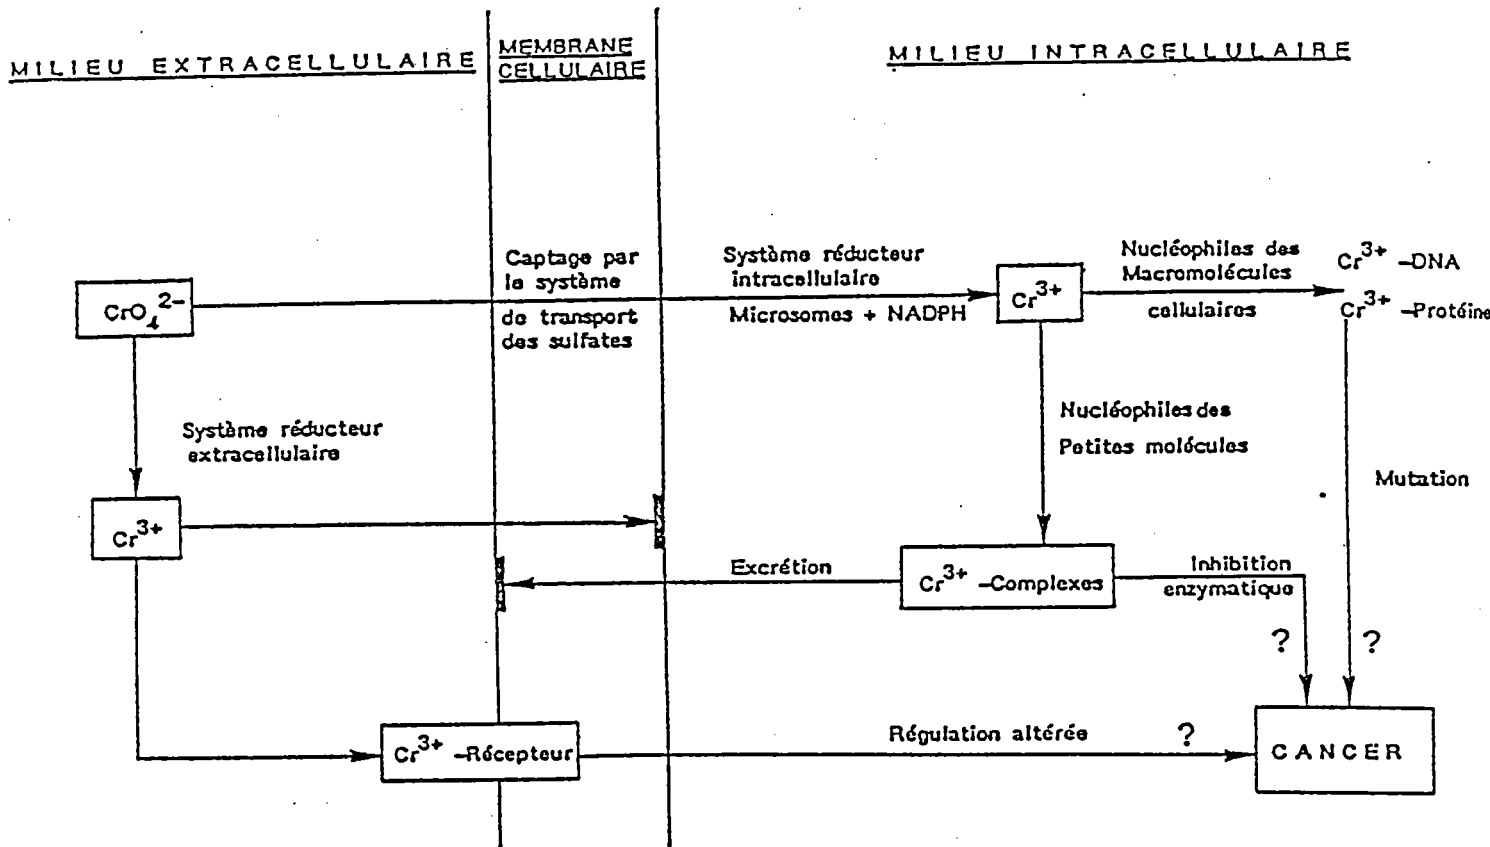 MILIEU EXTRACELLULAIRE
MEMBRANE
CELLULAIRE
MILIEU INTRACELLULAIRE
CrO₄²⁻
Captage par
le système
de transport
des sulfates
Système réducteur
intracellulaire
Microsomes + NADPH
Cr³⁺
Nucléophiles des
Macromolécules
cellulaires
Cr³⁺ –DNA
Cr³⁺ –Protéine
Système réducteur
extracellulaire
Nucléophiles des
Petites molécules
Mutation
Cr³⁺
Excrétion
Cr³⁺ –Complexes
Inhibition
enzymatique
? ?
Cr³⁺ –Récepteur
Régulation altérée ?
CANCER